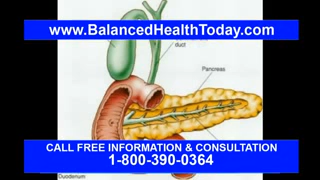 www.BalancedHealthToday.com
duct
Pancreas
CALL FREE INFORMATION & CONSULTATION
1-800-390-0364
Duodenum